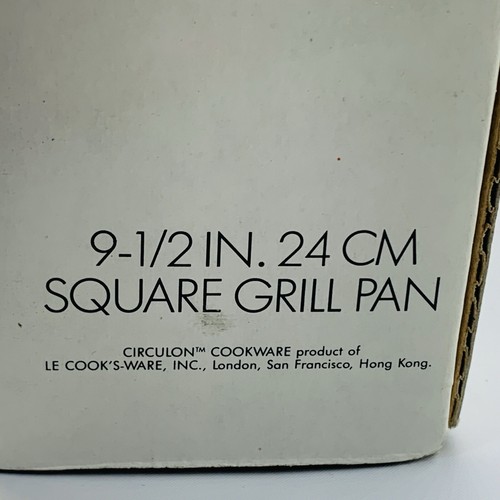 9-1/2 IN. 24 CM
SQUARE GRILL PAN
CIRCULON™ COOKWARE product of
LE COOK'S-WARE, INC., London, San Francisco, Hong Kong.